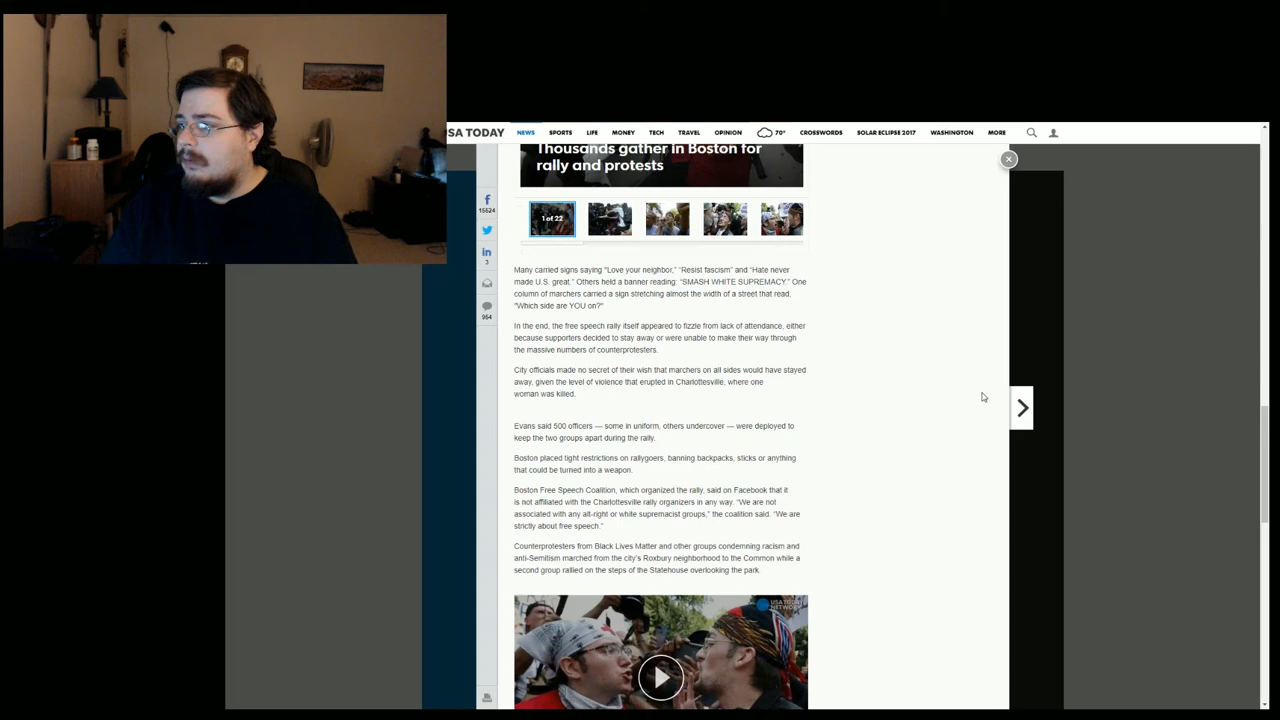 SA TODAY
NEWS SPORTS LIFE MONEY TECH TRAVEL OPINION 70° CROSSWORDS SOLAR ECLIPSE 2017 WASHINGTON MORE
Thousands gather in Boston for
rally and protests
1 of 22
15524
3
954
Many carried signs saying "Love your neighbor," "Resist fascism" and "Hate never
made U.S. great." Others held a banner reading: "SMASH WHITE SUPREMACY." One
column of marchers carried a sign stretching almost the width of a street that read,
"Which side are YOU on?"
In the end, the free speech rally itself appeared to fizzle from lack of attendance, either
because supporters decided to stay away or were unable to make their way through
the massive numbers of counterprotesters.
City officials made no secret of their wish that marchers on all sides would have stayed
away, given the level of violence that erupted in Charlottesville, where one
woman was killed.
Evans said 500 officers — some in uniform, others undercover — were deployed to
keep the two groups apart during the rally.
Boston placed tight restrictions on rallygoers, banning backpacks, sticks or anything
that could be turned into a weapon.
Boston Free Speech Coalition, which organized the rally, said on Facebook that it
is not affiliated with the Charlottesville rally organizers in any way. "We are not
associated with any alt-right or white supremacist groups," the coalition said. "We are
strictly about free speech."
Counterprotesters from Black Lives Matter and other groups condemning racism and
anti-Semitism marched from the city's Roxbury neighborhood to the Common while a
second group rallied on the steps of the Statehouse overlooking the park.
USA TODAY
NETWORK